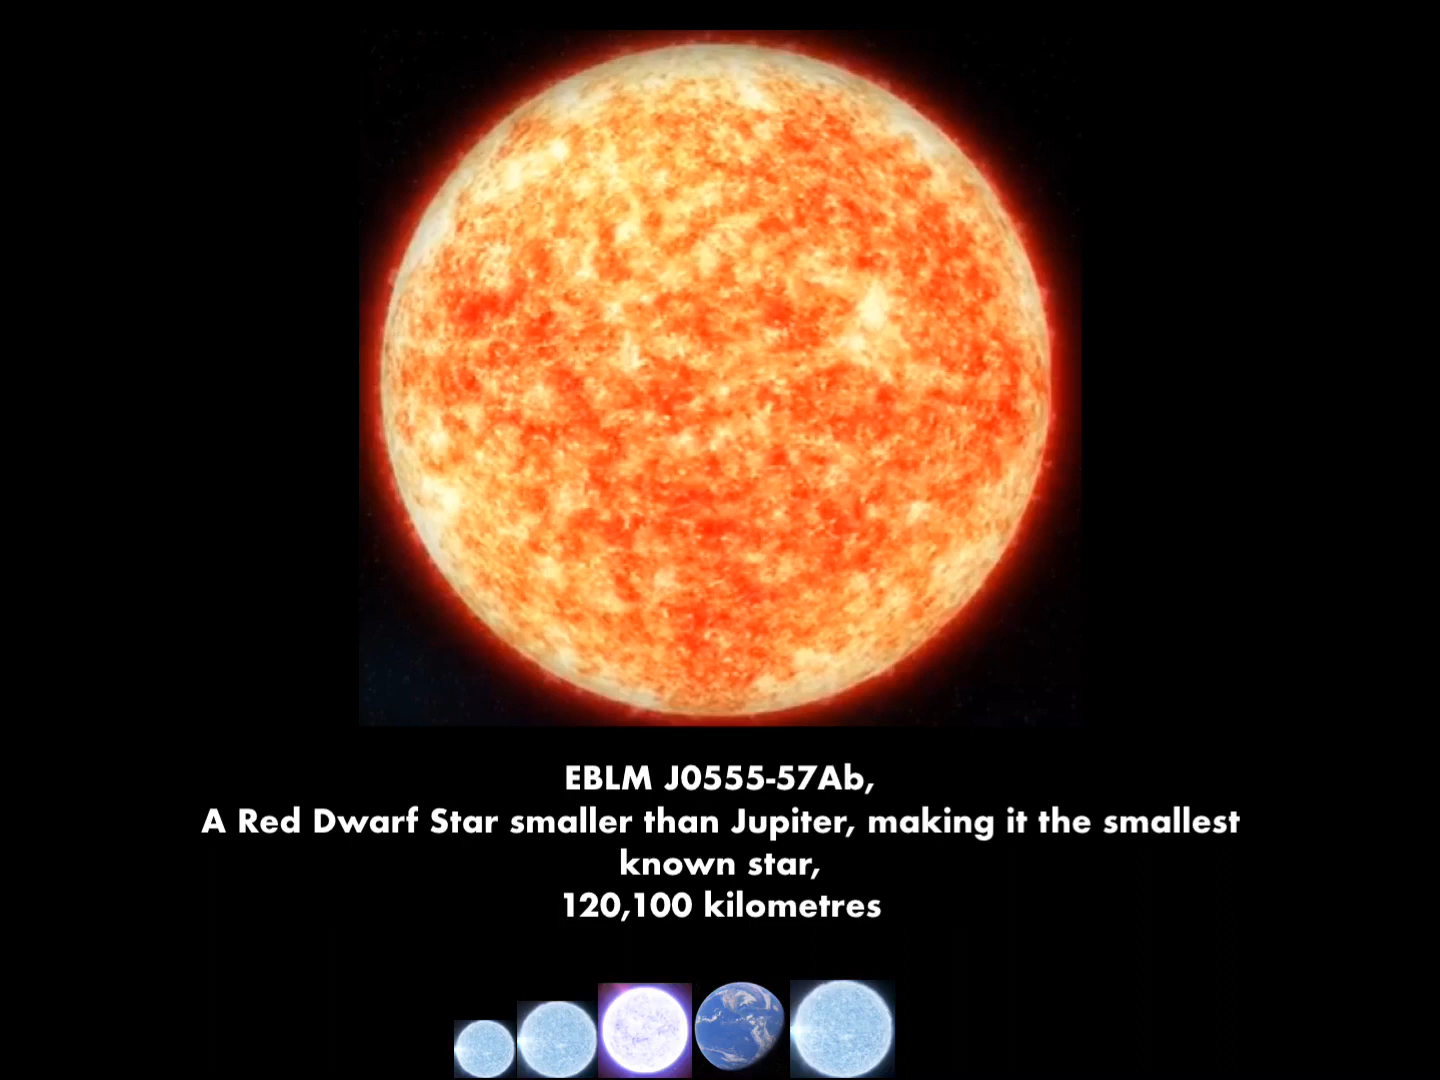 EBLM J0555-57Ab,
A Red Dwarf Star smaller than Jupiter, making it the smallest
known star,
120,100 kilometres